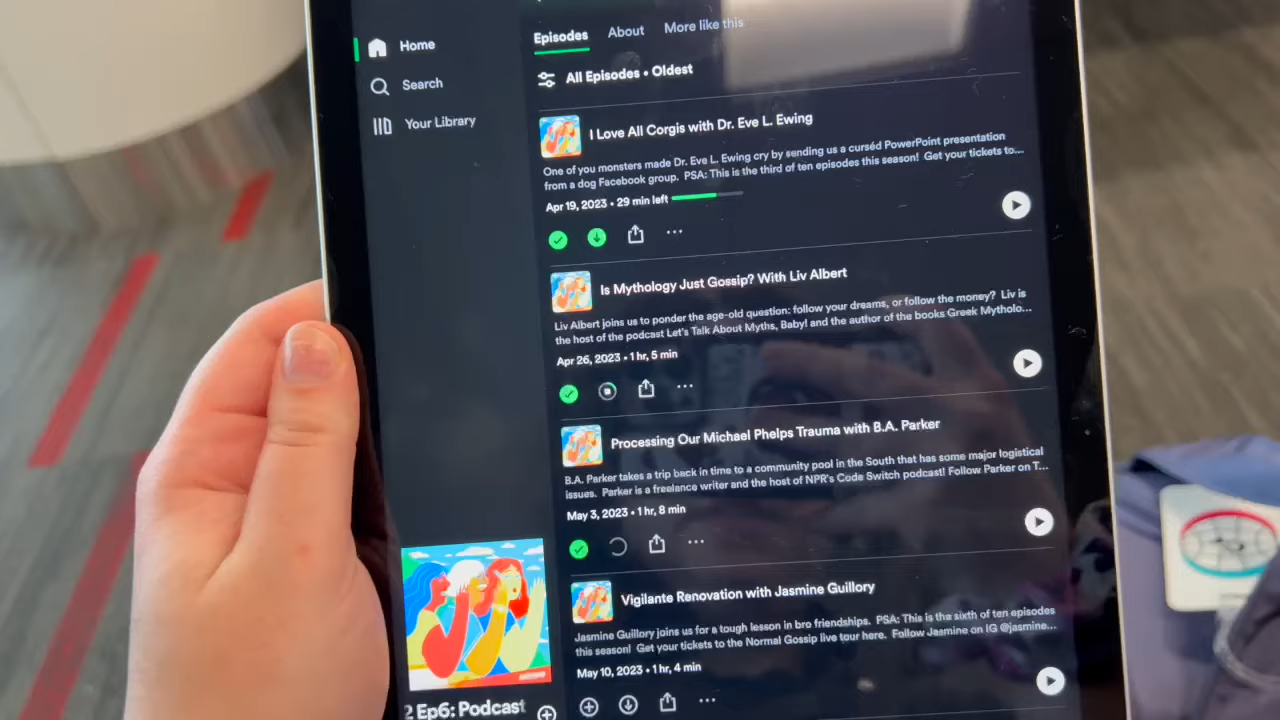 Home
Search
Your Library
Episodes
About
More like this
All Episodes • Oldest
I Love All Corgis with Dr. Eve L. Ewing
One of you monsters made Dr. Eve L. Ewing cry by sending us a curséd PowerPoint presentation
from a dog Facebook group. PSA: This is the third of ten episodes this season! Get your tickets to...
Apr 19, 2023 • 29 min left
Is Mythology Just Gossip? With Liv Albert
Liv Albert joins us to ponder the age-old question: follow your dreams, or follow the money? Liv is
the host of the podcast Let's Talk About Myths, Baby! and the author of the books Greek Mytholo...
Apr 26, 2023 • 1 hr, 5 min
Processing Our Michael Phelps Trauma with B.A. Parker
B.A. Parker takes a trip back in time to a community pool in the South that has some major logistical
issues. Parker is a freelance writer and the host of NPR's Code Switch podcast! Follow Parker on T...
May 3, 2023 • 1 hr, 8 min
Vigilante Renovation with Jasmine Guillory
Jasmine Guillory joins us for a tough lesson in bro friendships. PSA: This is the sixth of ten episodes
this season! Get your tickets to the Normal Gossip live tour here. Follow Jasmine on IG @jasmine...
May 10, 2023 • 1 hr, 4 min
2 Ep6: Podcast